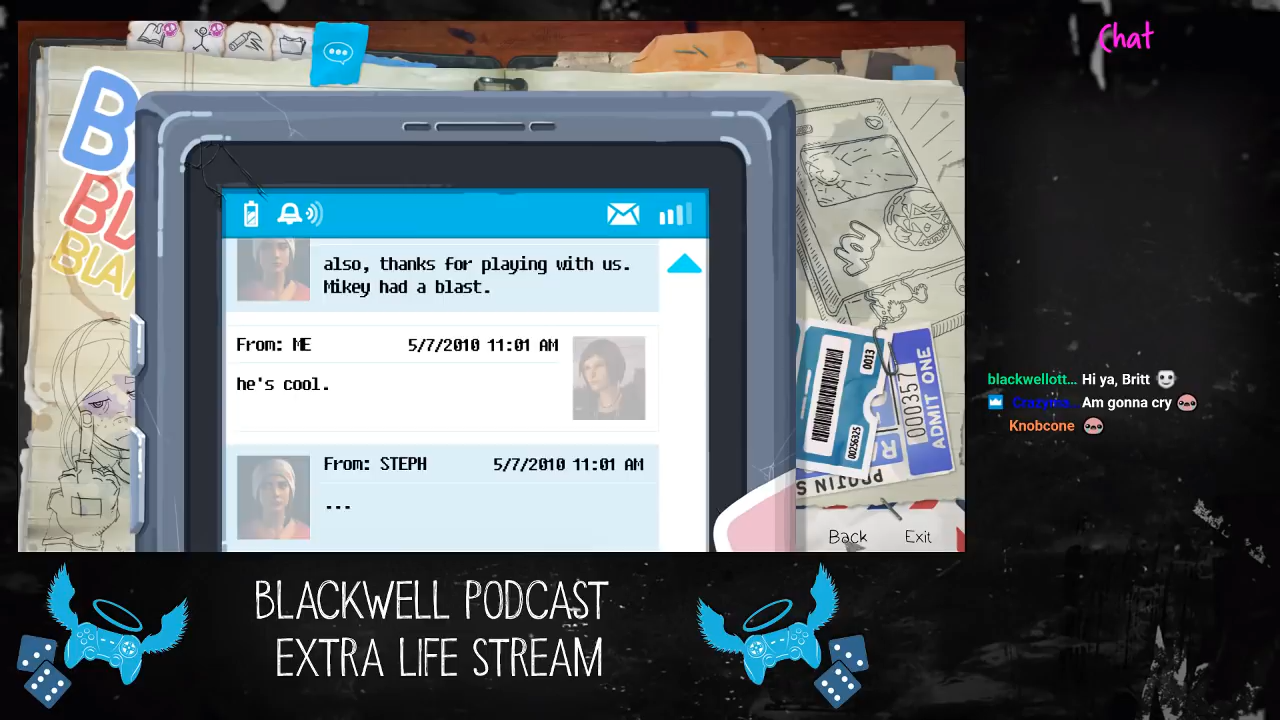 Chat
also, thanks for playing with us.
Mikey had a blast.
From: ME 5/7/2010 11:01 AM
he's cool.
From: STEPH 5/7/2010 11:01 AM
...
0013
00256325
000357
ADMIT ONE
Back Exit
blackwellott... Hi ya, Britt
Am gonna cry
Knobcone
BLACKWELL PODCAST
EXTRA LIFE STREAM